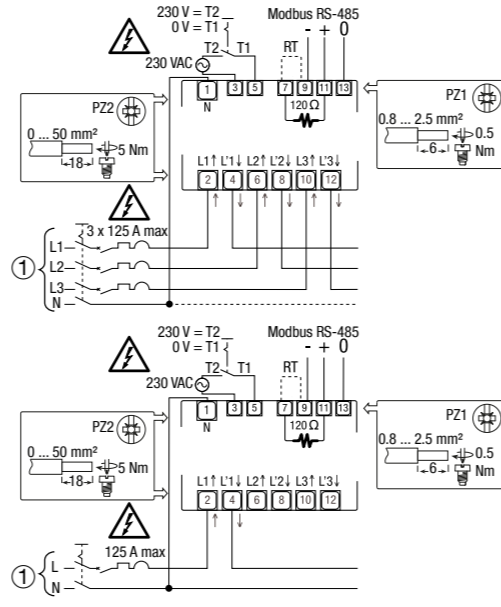 230 V = T2
0 V = T1
Modbus RS-485
- + 0
T2 T1
RT
230 VAC
1 3 5 7 9 11 13
N
120 Ω
PZ2
0 ... 50 mm²
5 Nm
18
PZ1
0.8 ... 2.5 mm²
0.5 Nm
6
L1↑ L'1↓ L2↑ L'2↓ L3↑ L'3↓
2 4 6 8 10 12
3 x 125 A max
1
L1
L2
L3
N
230 V = T2
0 V = T1
Modbus RS-485
- + 0
T2 T1
RT
230 VAC
1 3 5 7 9 11 13
N
120 Ω
PZ2
0 ... 50 mm²
5 Nm
18
PZ1
0.8 ... 2.5 mm²
0.5 Nm
6
L1↑ L'1↓ L2↑ L'2↓ L3↑ L'3↓
2 4 6 8 10 12
125 A max
1
L
N